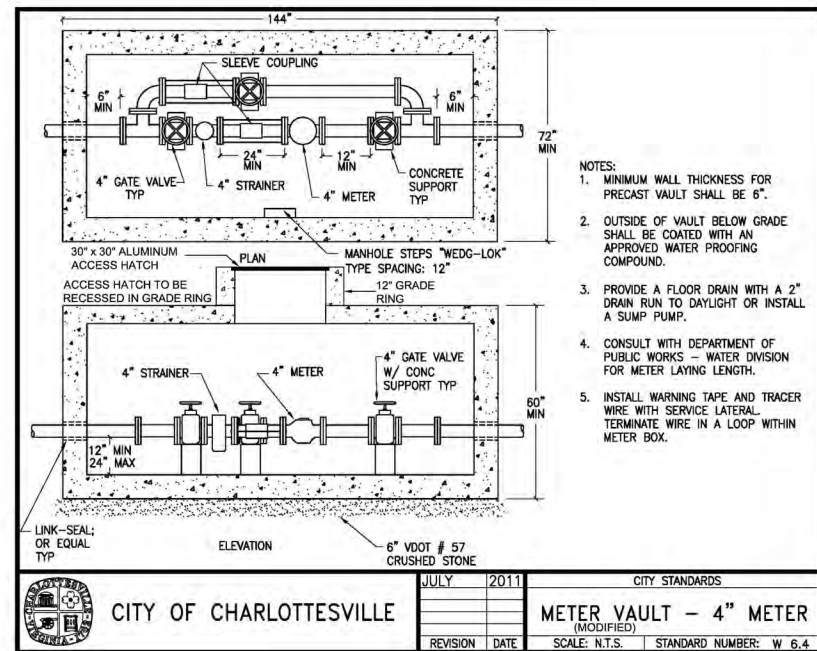 144"
SLEEVE COUPLING
6"
MIN
6"
MIN
72"
MIN
24"
MIN
12"
MIN
4" GATE VALVE
TYP
4" STRAINER
4" METER
CONCRETE
SUPPORT
TYP
MANHOLE STEPS "WEDG-LOK"
TYPE SPACING: 12"
PLAN
30" x 30" ALUMINUM
ACCESS HATCH
ACCESS HATCH TO BE
RECESSED IN GRADE RING
12" GRADE
RING
4" STRAINER
4" METER
4" GATE VALVE
W/ CONC
SUPPORT TYP
60"
MIN
12" MIN
24" MAX
LINK-SEAL;
OR EQUAL
TYP
ELEVATION
6" VDOT # 57
CRUSHED STONE
NOTES:
1. MINIMUM WALL THICKNESS FOR
PRECAST VAULT SHALL BE 6".
2. OUTSIDE OF VAULT BELOW GRADE
SHALL BE COATED WITH AN
APPROVED WATER PROOFING
COMPOUND.
3. PROVIDE A FLOOR DRAIN WITH A 2"
DRAIN RUN TO DAYLIGHT OR INSTALL
A SUMP PUMP.
4. CONSULT WITH DEPARTMENT OF
PUBLIC WORKS - WATER DIVISION
FOR METER LAYING LENGTH.
5. INSTALL WARNING TAPE AND TRACER
WIRE WITH SERVICE LATERAL.
TERMINATE WIRE IN A LOOP WITHIN
METER BOX.
CHARLOTTESVILLE
VIRGINIA
CITY OF CHARLOTTESVILLE
JULY 2011
REVISION DATE
CITY STANDARDS
METER VAULT - 4" METER
(MODIFIED)
SCALE: N.T.S. STANDARD NUMBER: W 6.4